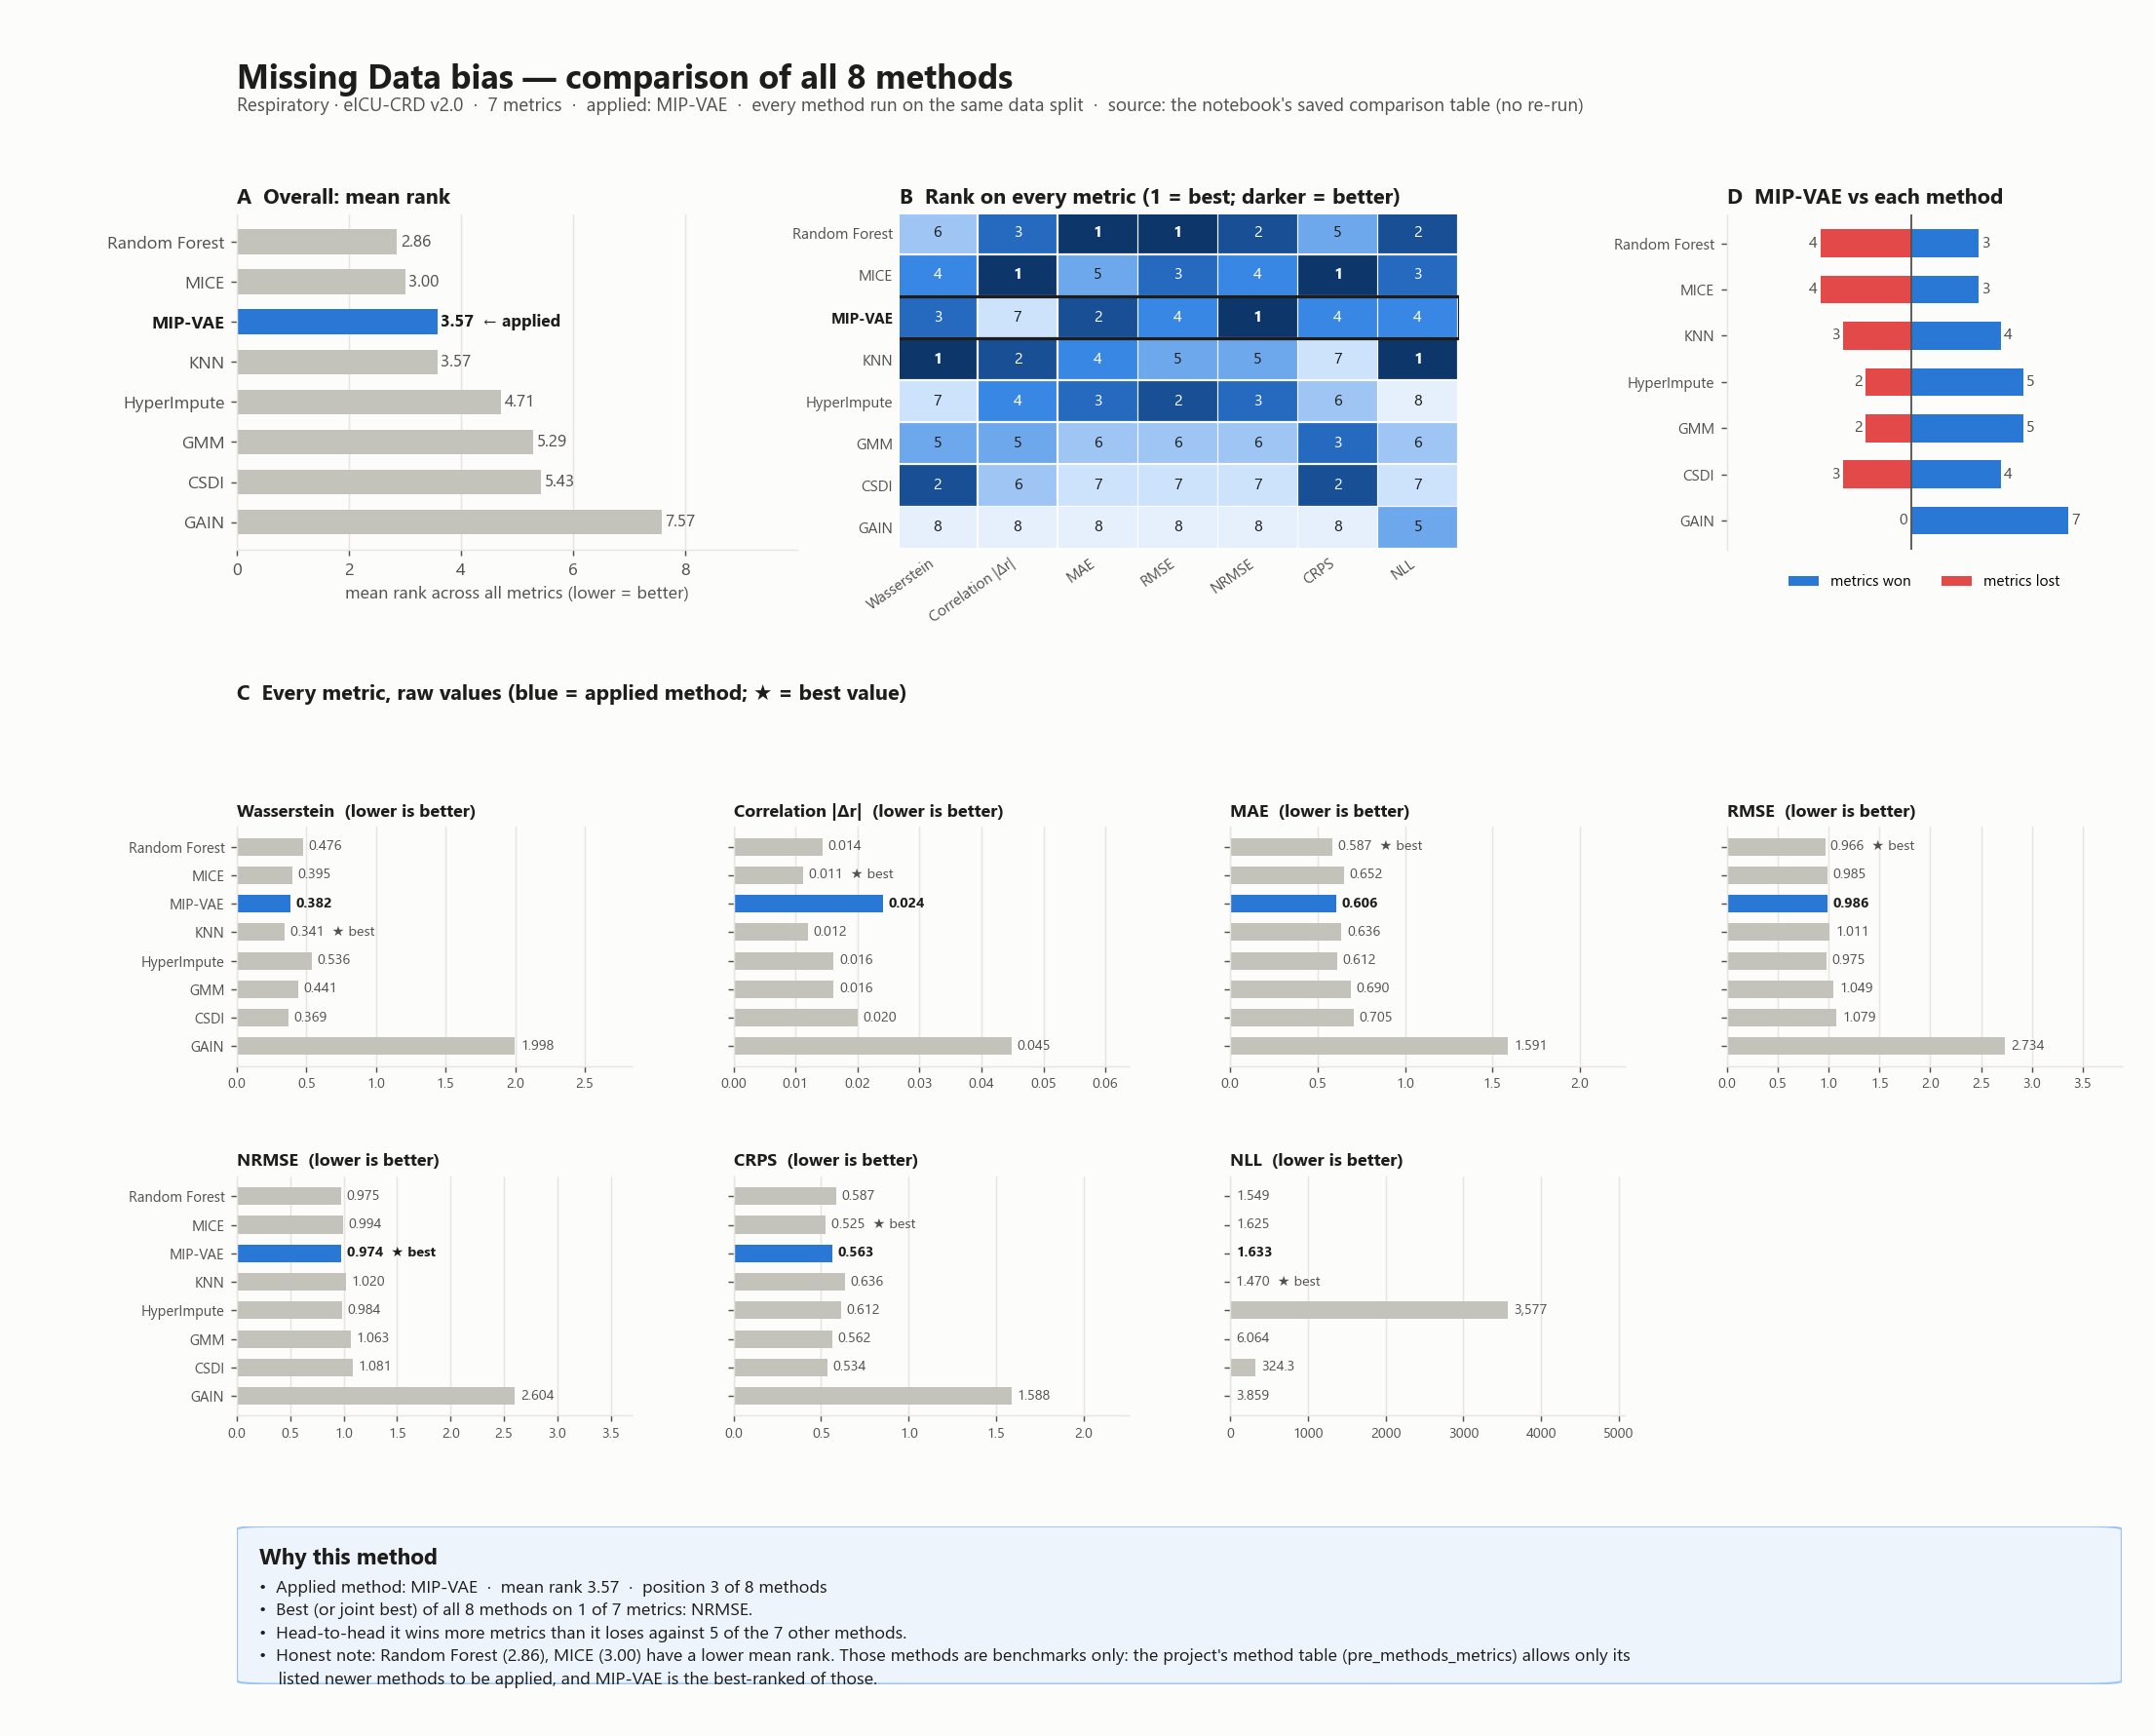 Missing Data bias — comparison of all 8 methods
Respiratory · eICU-CRD v2.0 · 7 metrics · applied: MIP-VAE · every method run on the same data split · source: the notebook's saved comparison table (no re-run)
A Overall: mean rank
Random Forest 2.86
MICE 3.00
MIP-VAE 3.57 ← applied
KNN 3.57
HyperImpute 4.71
GMM 5.29
CSDI 5.43
GAIN 7.57
0 2 4 6 8
mean rank across all metrics (lower = better)
B Rank on every metric (1 = best; darker = better)
Random Forest 6 3 1 1 2 5 2
MICE 4 1 5 3 4 1 3
MIP-VAE 3 7 2 4 1 4 4
KNN 1 2 4 5 5 7 1
HyperImpute 7 4 3 2 3 6 8
GMM 5 5 6 6 6 3 6
CSDI 2 6 7 7 7 2 7
GAIN 8 8 8 8 8 8 5
Wasserstein Correlation |Δr| MAE RMSE NRMSE CRPS NLL
D MIP-VAE vs each method
Random Forest 4 3
MICE 4 3
KNN 3 4
HyperImpute 2 5
GMM 2 5
CSDI 3 4
GAIN 0 7
metrics won metrics lost
C Every metric, raw values (blue = applied method; ★ = best value)
Wasserstein (lower is better)
Random Forest 0.476
MICE 0.395
MIP-VAE 0.382
KNN 0.341 ★ best
HyperImpute 0.536
GMM 0.441
CSDI 0.369
GAIN 1.998
0.0 0.5 1.0 1.5 2.0 2.5
Correlation |Δr| (lower is better)
0.014
0.011 ★ best
0.024
0.012
0.016
0.016
0.020
0.045
0.00 0.01 0.02 0.03 0.04 0.05 0.06
MAE (lower is better)
0.587 ★ best
0.652
0.606
0.636
0.612
0.690
0.705
1.591
0.0 0.5 1.0 1.5 2.0
RMSE (lower is better)
0.966 ★ best
0.985
0.986
1.011
0.975
1.049
1.079
2.734
0.0 0.5 1.0 1.5 2.0 2.5 3.0 3.5
NRMSE (lower is better)
Random Forest 0.975
MICE 0.994
MIP-VAE 0.974 ★ best
KNN 1.020
HyperImpute 0.984
GMM 1.063
CSDI 1.081
GAIN 2.604
0.0 0.5 1.0 1.5 2.0 2.5 3.0 3.5
CRPS (lower is better)
0.587
0.525 ★ best
0.563
0.636
0.612
0.562
0.534
1.588
0.0 0.5 1.0 1.5 2.0
NLL (lower is better)
1.549
1.625
1.633
1.470 ★ best
3,577
6.064
324.3
3.859
0 1000 2000 3000 4000 5000
Why this method
• Applied method: MIP-VAE · mean rank 3.57 · position 3 of 8 methods
• Best (or joint best) of all 8 methods on 1 of 7 metrics: NRMSE.
• Head-to-head it wins more metrics than it loses against 5 of the 7 other methods.
• Honest note: Random Forest (2.86), MICE (3.00) have a lower mean rank. Those methods are benchmarks only: the project's method table (pre_methods_metrics) allows only its
listed newer methods to be applied, and MIP-VAE is the best-ranked of those.